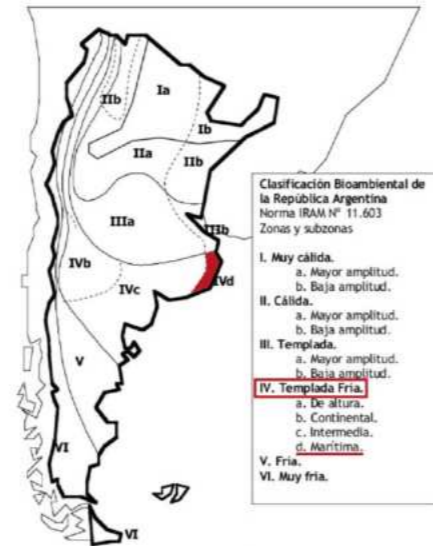 Ia
IIb
Ib
IIa
IIb
IIIa
IIIb
IVb
IVc
IVd
V
VI
VI
Clasificación Bioambiental de
la República Argentina
Norma IRAM N° 11.603
Zonas y subzonas
I. Muy cálida.
a. Mayor amplitud.
b. Baja amplitud.
II. Cálida.
a. Mayor amplitud.
b. Baja amplitud.
III. Templada.
a. Mayor amplitud.
b. Baja amplitud.
IV. Templada Fría.
a. De altura.
b. Continental.
c. Intermedia.
d. Marítima.
V. Fría.
VI. Muy fría.